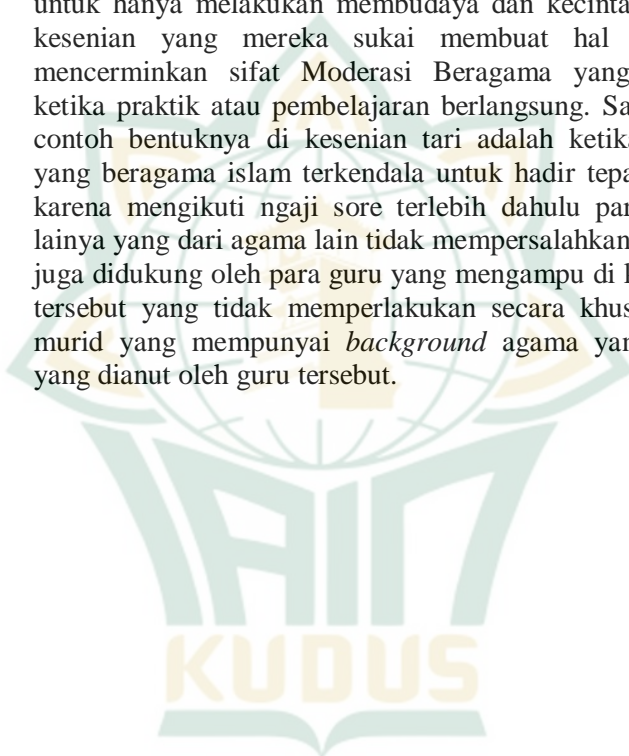 untuk hanya melakukan membudaya dan kecinta
kesenian yang mereka sukai membuat hal
mencerminkan sifat Moderasi Beragama yang
ketika praktik atau pembelajaran berlangsung. Sa
contoh bentuknya di kesenian tari adalah ketika
yang beragama islam terkendala untuk hadir tepa
karena mengikuti ngaji sore terlebih dahulu par
lainya yang dari agama lain tidak mempersalahkan
juga didukung oleh para guru yang mengampu di
tersebut yang tidak memperlakukan secara khus
murid yang mempunyai background agama yan
yang dianut oleh guru tersebut.
IAIN
KUDUS